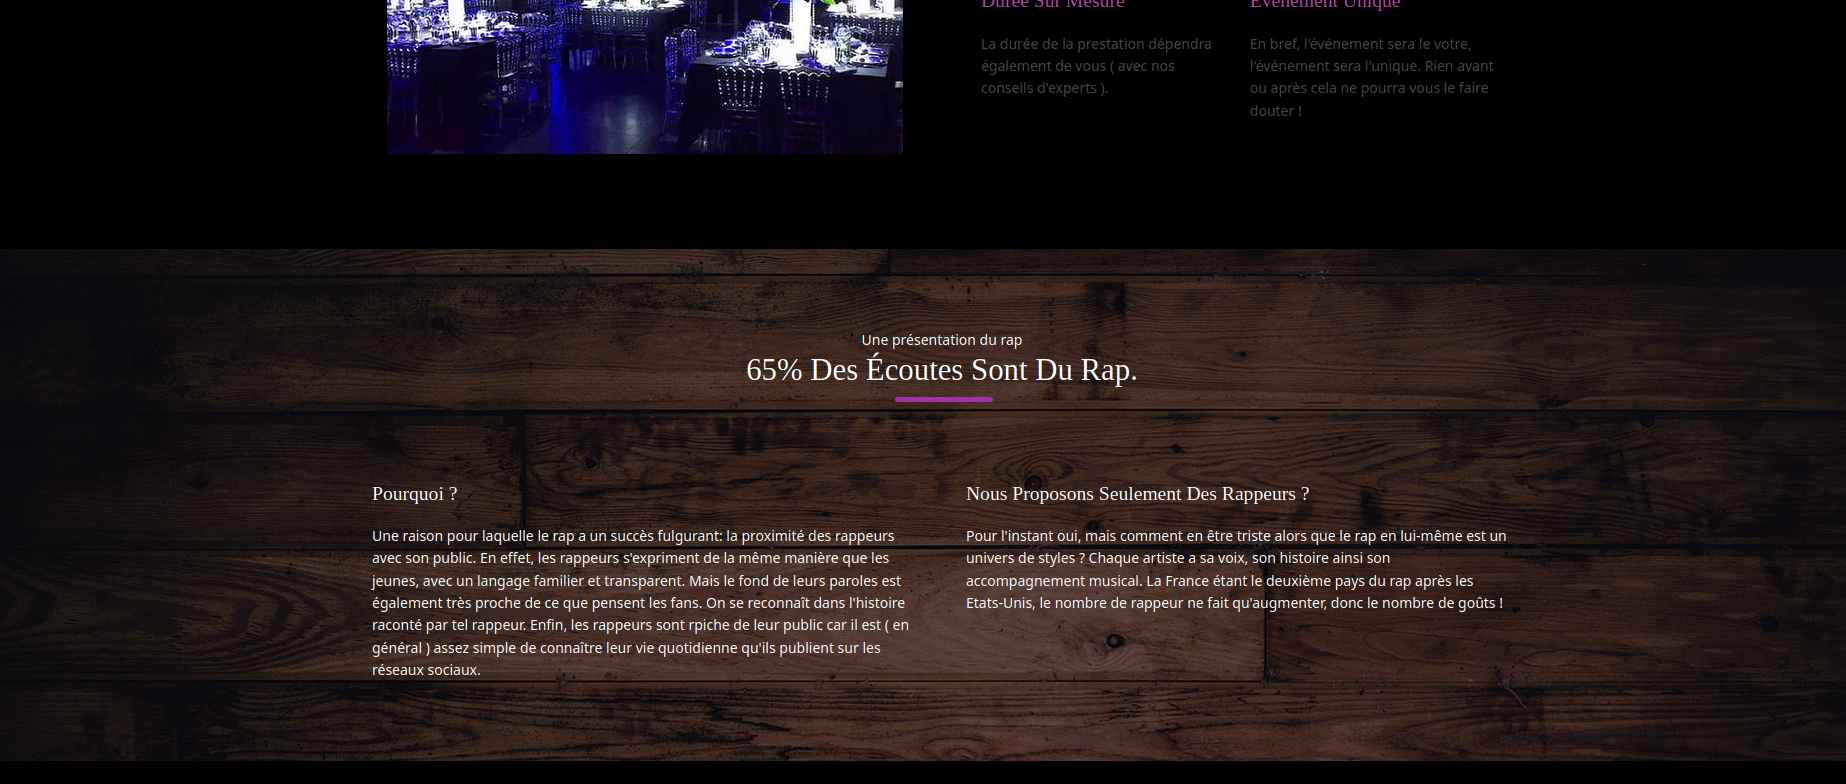 Durée Sur Mesure
La durée de la prestation dépendra
également de vous ( avec nos
conseils d'experts ).
Événement Unique
En bref, l'événement sera le votre,
l'événement sera l'unique. Rien avant
ou après cela ne pourra vous le faire
douter !
Une présentation du rap
65% Des Écoutes Sont Du Rap.
Pourquoi ?
Une raison pour laquelle le rap a un succès fulgurant: la proximité des rappeurs
avec son public. En effet, les rappeurs s'expriment de la même manière que les
jeunes, avec un langage familier et transparent. Mais le fond de leurs paroles est
également très proche de ce que pensent les fans. On se reconnaît dans l'histoire
raconté par tel rappeur. Enfin, les rappeurs sont rpiche de leur public car il est ( en
général ) assez simple de connaître leur vie quotidienne qu'ils publient sur les
réseaux sociaux.
Nous Proposons Seulement Des Rappeurs ?
Pour l'instant oui, mais comment en être triste alors que le rap en lui-même est un
univers de styles ? Chaque artiste a sa voix, son histoire ainsi son
accompagnement musical. La France étant le deuxième pays du rap après les
Etats-Unis, le nombre de rappeur ne fait qu'augmenter, donc le nombre de goûts !